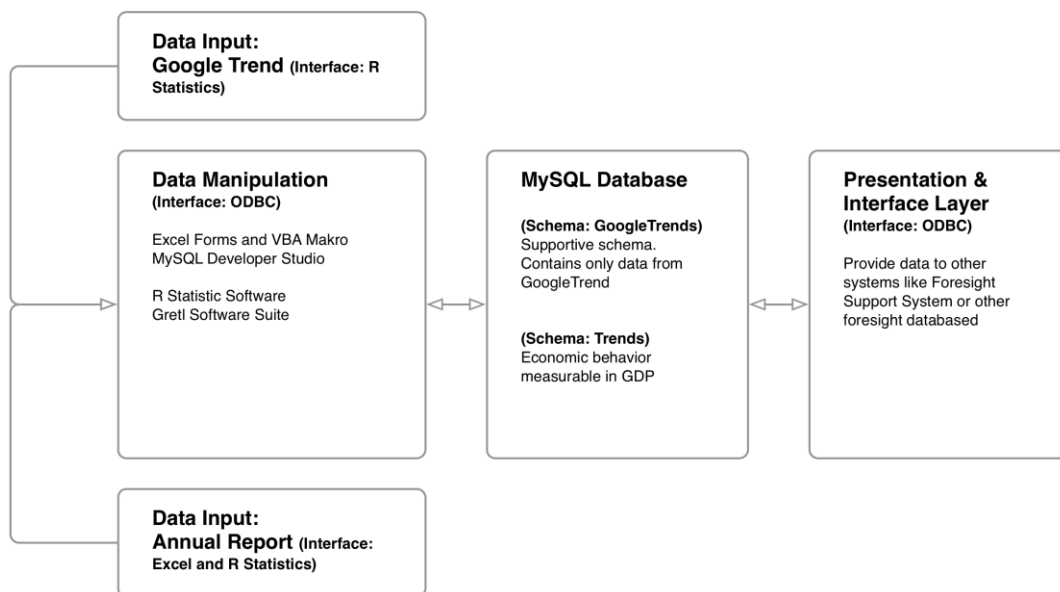 Data Input:
Google Trend (Interface: R
Statistics)
Data Manipulation
(Interface: ODBC)
Excel Forms and VBA Makro
MySQL Developer Studio
R Statistic Software
Gretl Software Suite
Data Input:
Annual Report (Interface:
Excel and R Statistics)
MySQL Database
(Schema: GoogleTrends)
Supportive schema.
Contains only data from
GoogleTrend
(Schema: Trends)
Economic behavior
measurable in GDP
Presentation &
Interface Layer
(Interface: ODBC)
Provide data to other
systems like Foresight
Support System or other
foresight databased